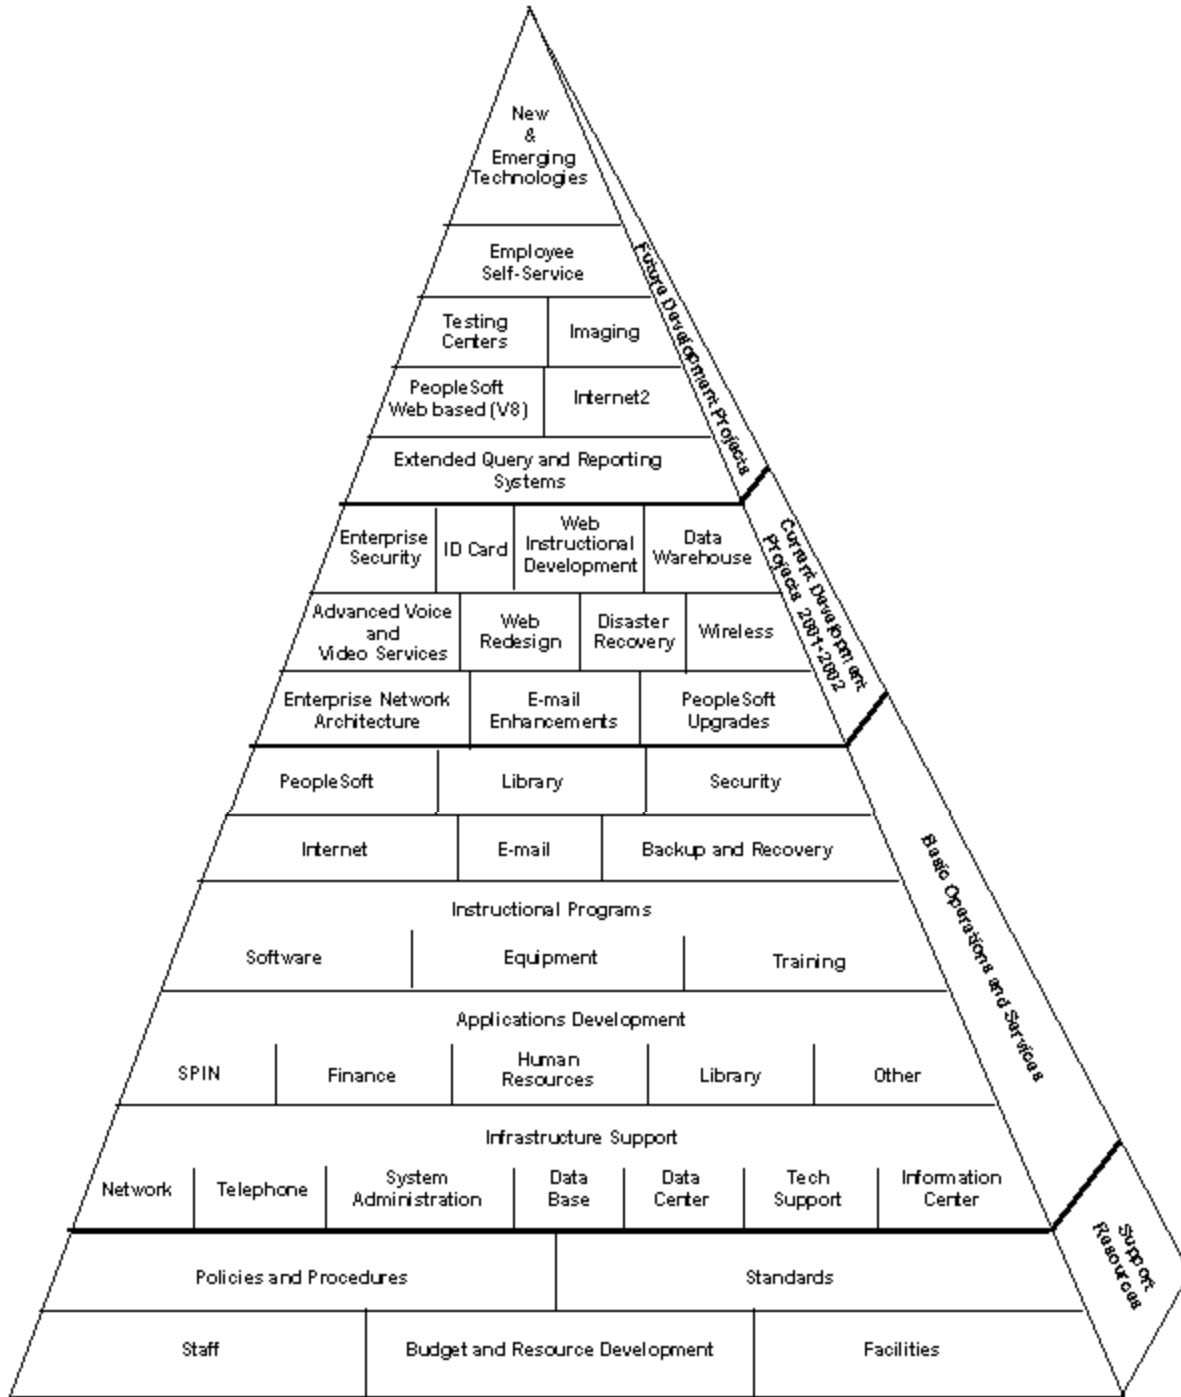 New
&
Emerging
Technologies
Employee
Self-Service
Testing
Centers
Imaging
PeopleSoft
Web based (V8)
Internet2
Extended Query and Reporting
Systems
Future Development Projects
Enterprise
Security
ID Card
Web
Instructional
Development
Data
Warehouse
Advanced Voice
and
Video Services
Web
Redesign
Disaster
Recovery
Wireless
Enterprise Network
Architecture
E-mail
Enhancements
PeopleSoft
Upgrades
Current Development
Projects 2001-2002
PeopleSoft
Library
Security
Internet
E-mail
Backup and Recovery
Instructional Programs
Software
Equipment
Training
Applications Development
SPIN
Finance
Human
Resources
Library
Other
Infrastructure Support
Network
Telephone
System
Administration
Data
Base
Data
Center
Tech
Support
Information
Center
Basic Operations and Services
Policies and Procedures
Standards
Staff
Budget and Resource Development
Facilities
Support
Resources